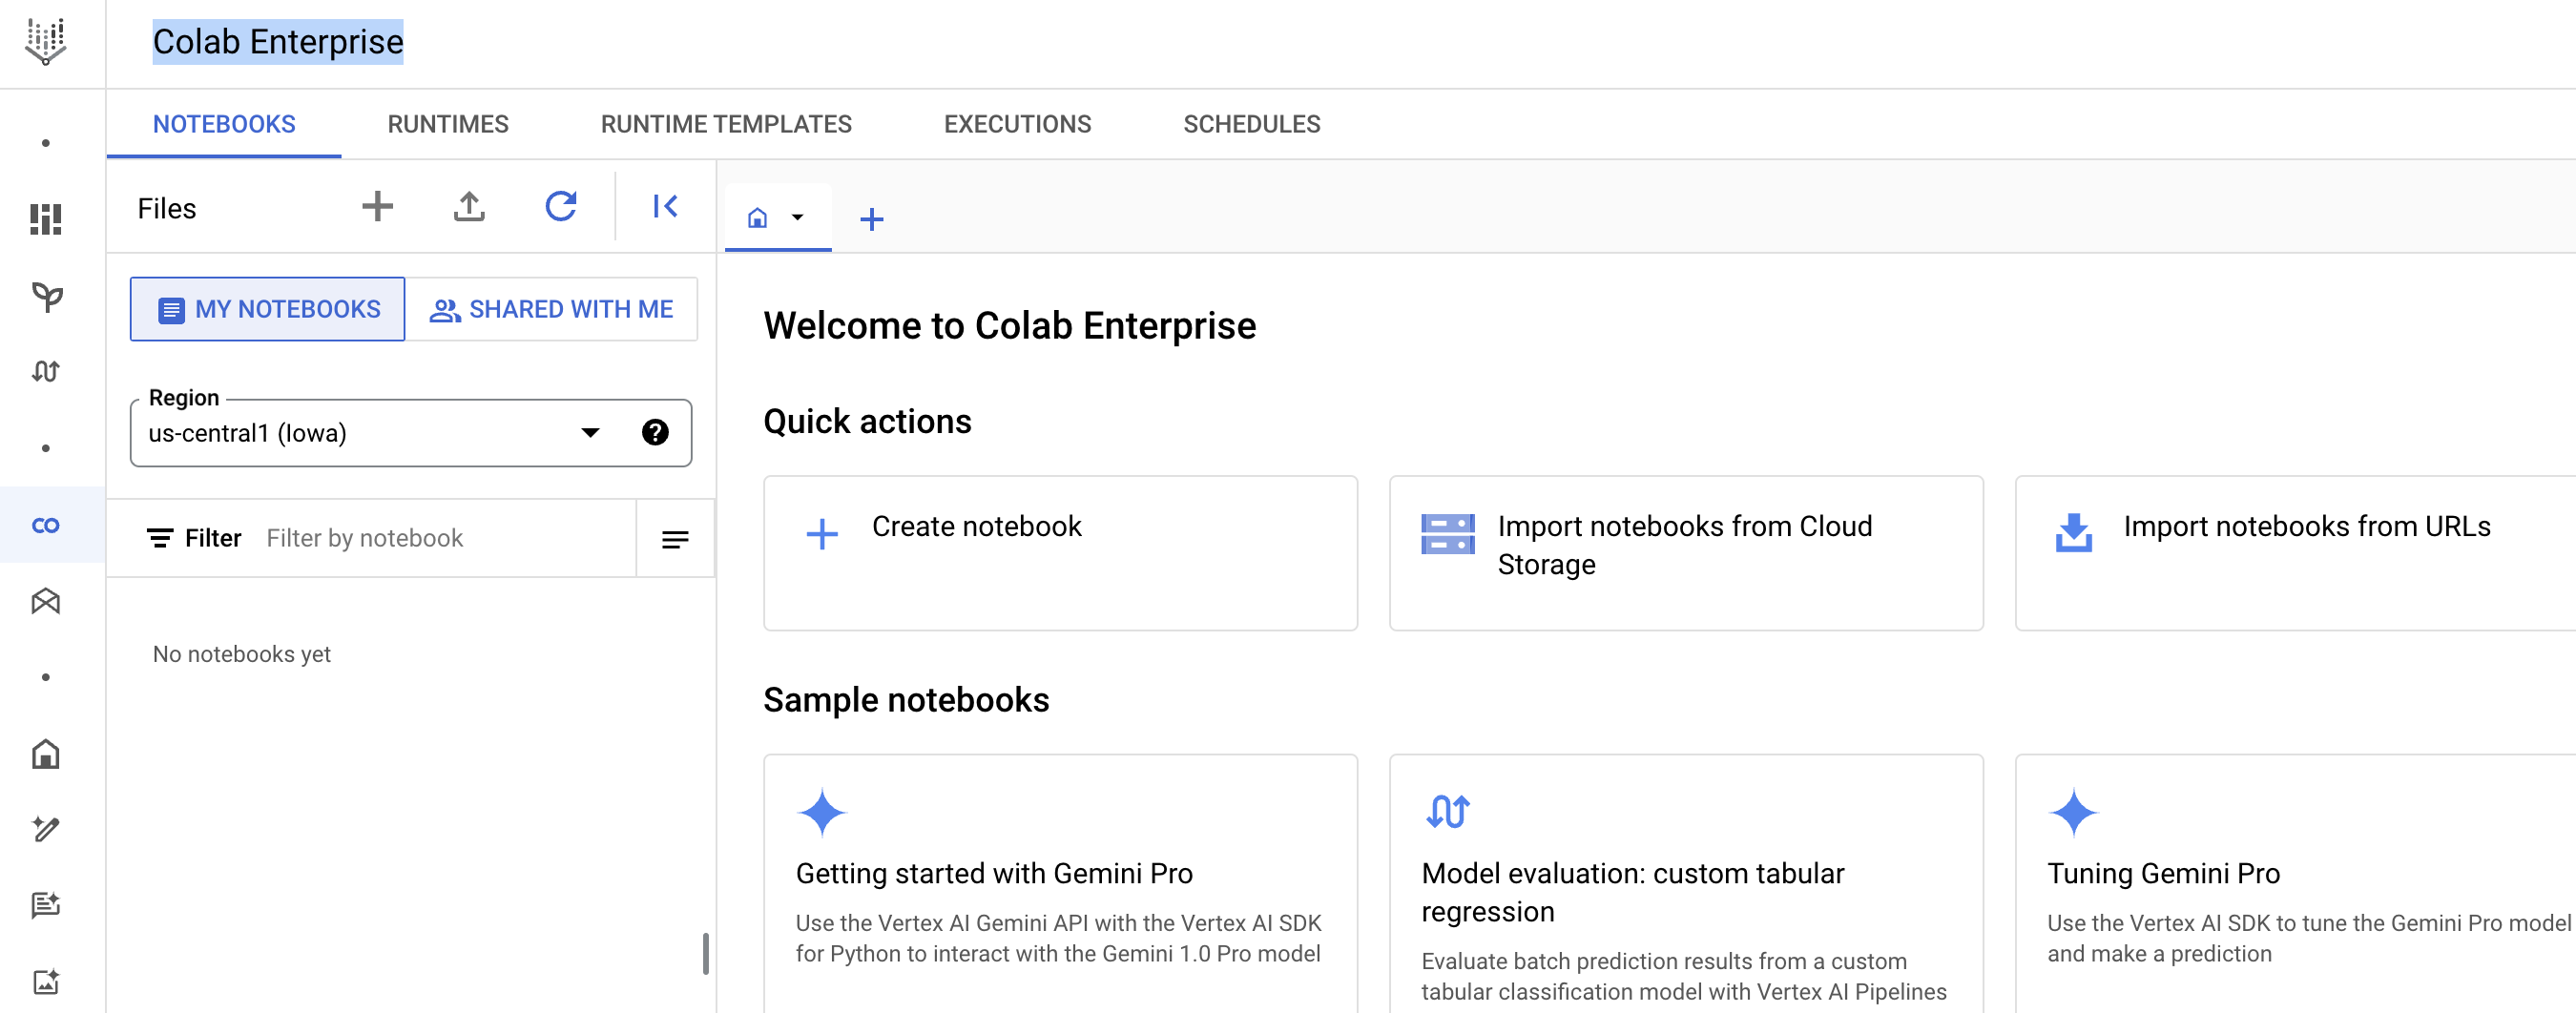 Colab Enterprise
NOTEBOOKS
RUNTIMES
RUNTIME TEMPLATES
EXECUTIONS
SCHEDULES
Files
MY NOTEBOOKS
SHARED WITH ME
Region
us-central1 (Iowa)
Filter
Filter by notebook
No notebooks yet
Welcome to Colab Enterprise
Quick actions
Create notebook
Import notebooks from Cloud
Storage
Import notebooks from URLs
Sample notebooks
Getting started with Gemini Pro
Use the Vertex AI Gemini API with the Vertex AI SDK
for Python to interact with the Gemini 1.0 Pro model
Model evaluation: custom tabular
regression
Evaluate batch prediction results from a custom
tabular classification model with Vertex AI Pipelines
Tuning Gemini Pro
Use the Vertex AI SDK to tune the Gemini Pro model
and make a prediction